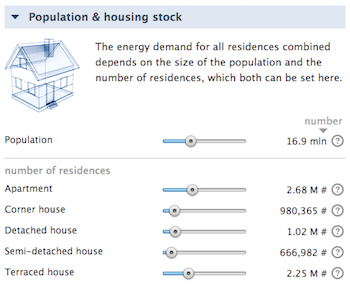 Population & housing stock
The energy demand for all residences combined
depends on the size of the population and the
number of residences, which both can be set here.
number
Population 16.9 mln ?
number of residences
Apartment 2.68 M # ?
Corner house 980,365 # ?
Detached house 1.02 M # ?
Semi-detached house 666,982 # ?
Terraced house 2.25 M # ?